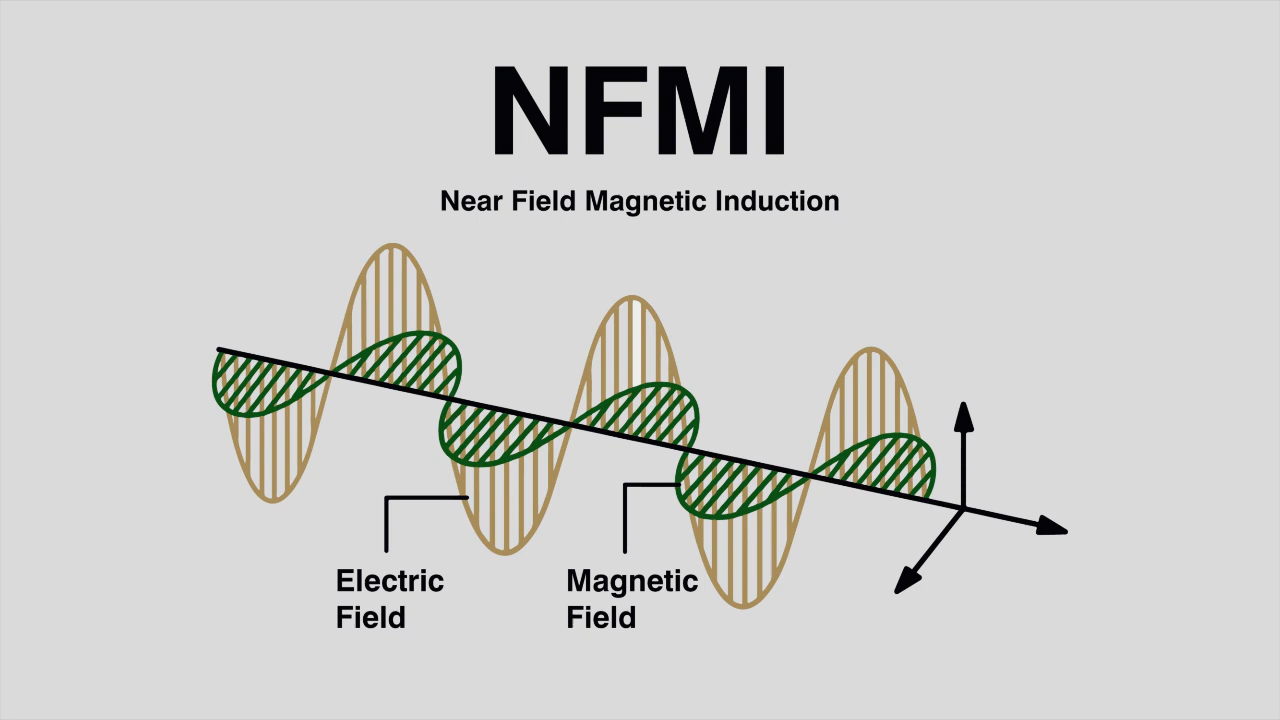 NFMI
Near Field Magnetic Induction
Electric
Field
Magnetic
Field